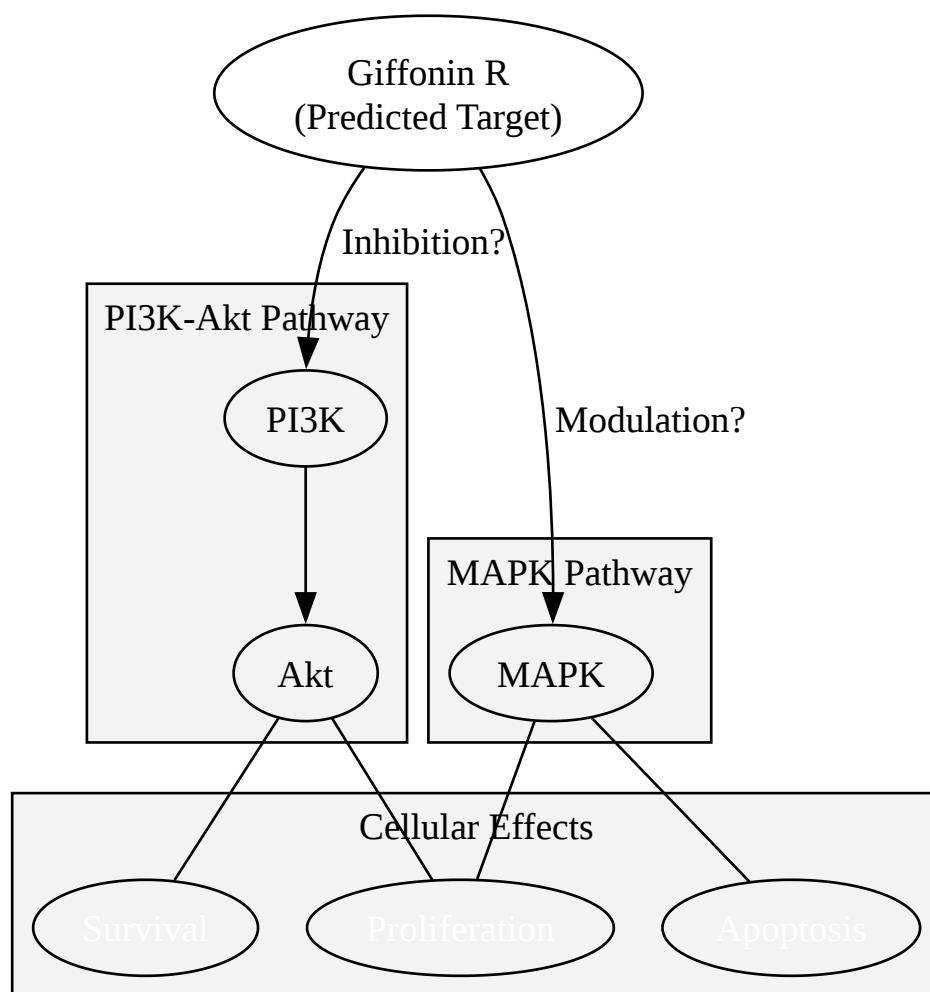 Giffonin R
(Predicted Target)
Inhibition?
PI3K-Akt Pathway
PI3K
Modulation?
MAPK Pathway
Akt
MAPK
Cellular Effects
Survival
Proliferation
Apoptosis